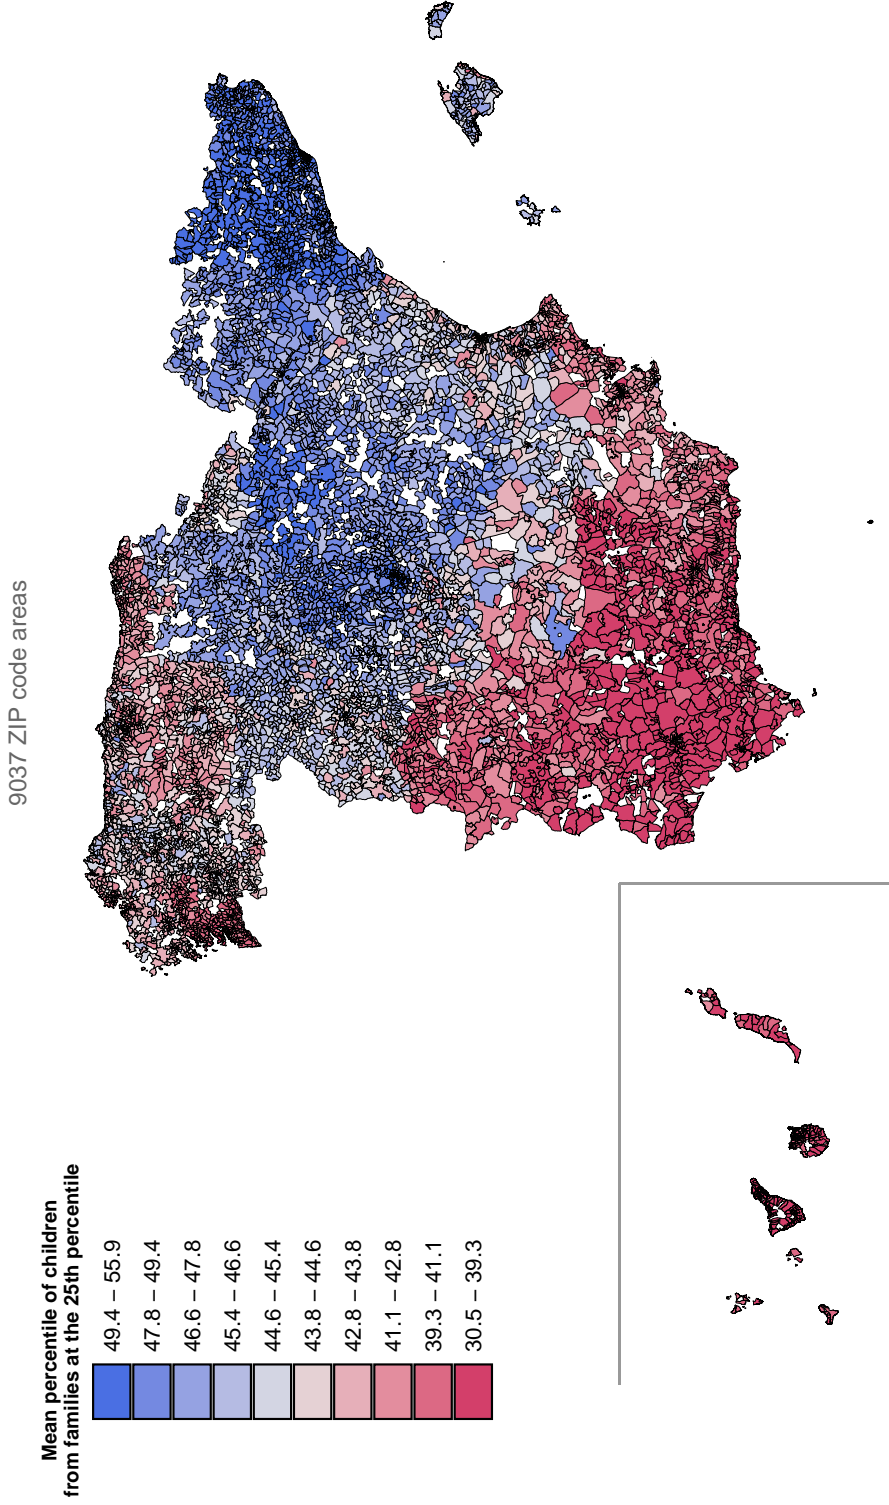 9037 ZIP code areas
Mean percentile of children
from families at the 25th percentile
49.4 – 55.9
47.8 – 49.4
46.6 – 47.8
45.4 – 46.6
44.6 – 45.4
43.8 – 44.6
42.8 – 43.8
41.1 – 42.8
39.3 – 41.1
30.5 – 39.3